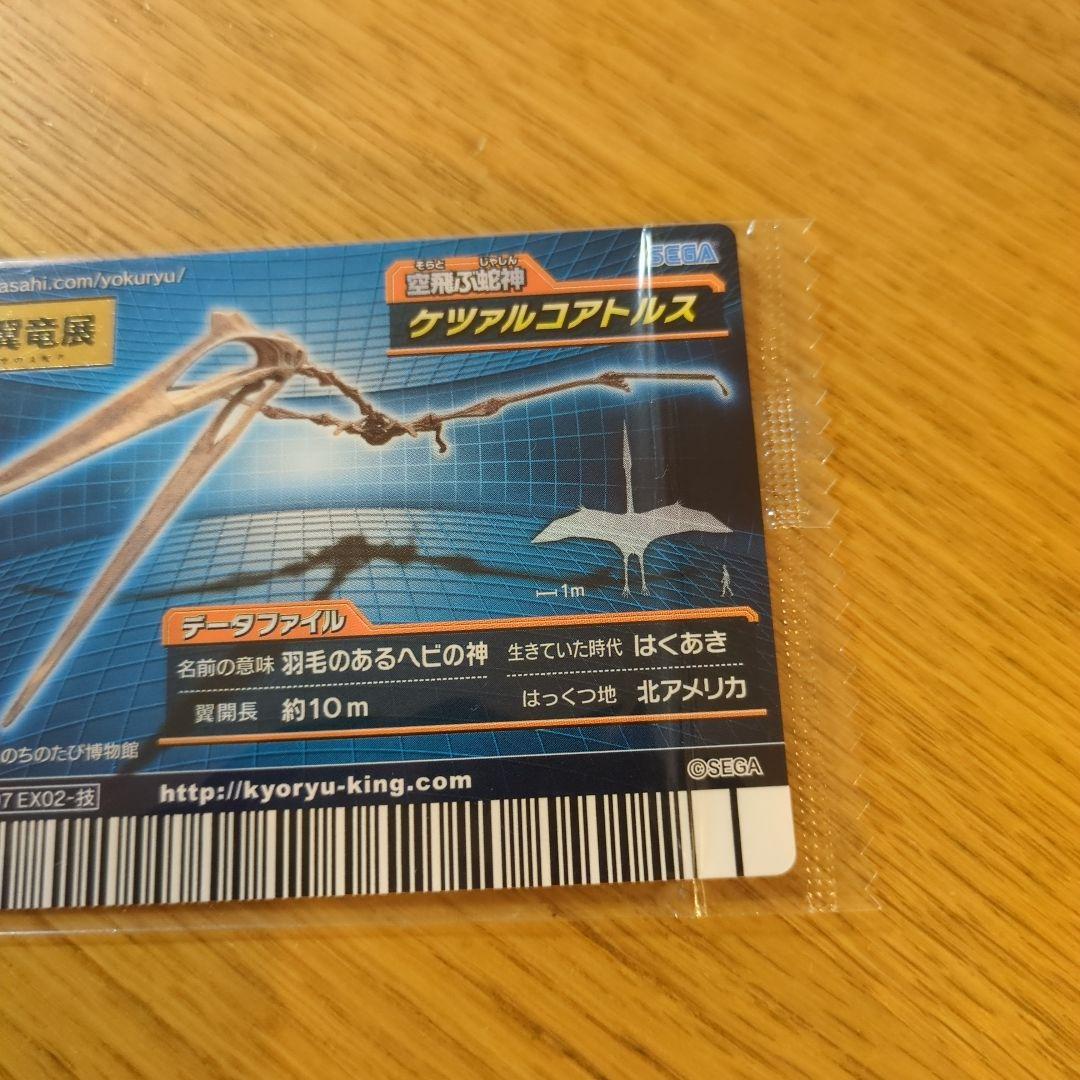 asahi.com/yokuryu/
SEGA
そらと じゃしん
空飛ぶ蛇神
ケツァルコアトルス
翼竜展
1m
データファイル
名前の意味 羽毛のあるヘビの神
生きていた時代 はくあき
翼開長 約10m
はっくつ地 北アメリカ
のちのたび博物館
©SEGA
7 EX02-技
http://kyoryu-king.com